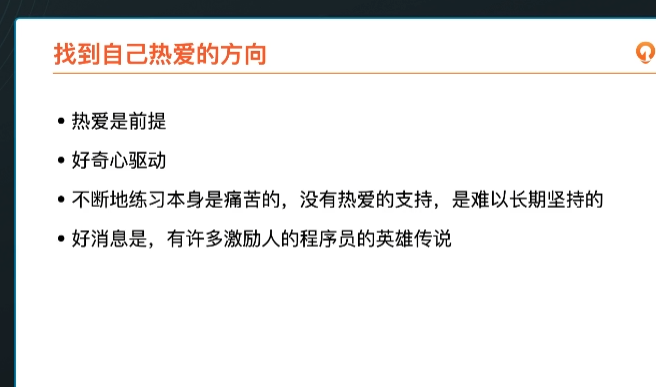 找到自己热爱的方向
• 热爱是前提
• 好奇心驱动
• 不断地练习本身是痛苦的，没有热爱的支持，是难以长期坚持的
• 好消息是，有许多激励人的程序员的英雄传说